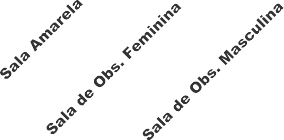 Sala Amarela
Sala de Obs. Feminina
Sala de Obs. Masculina